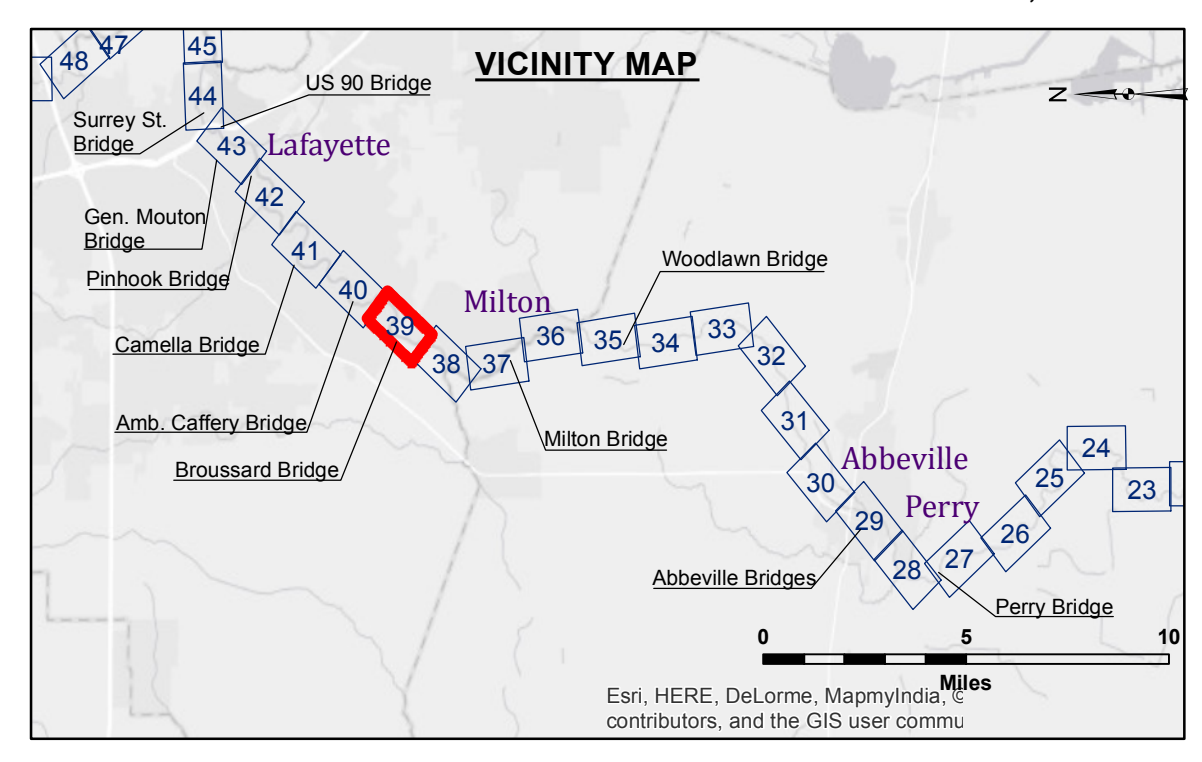 VICINITY MAP
47
48
45
44
US 90 Bridge
N
Surrey St.
Bridge
43
Lafayette
42
Gen. Mouton
Bridge
41
Pinhook Bridge
40
Woodlawn Bridge
Milton
39
36
35
34
33
Camella Bridge
38
37
32
Amb. Caffery Bridge
31
Milton Bridge
Broussard Bridge
Abbeville
30
24
25
23
Perry
29
26
27
28
Abbeville Bridges
Perry Bridge
0
5
10
Miles
Esri, HERE, DeLorme, MapmyIndia, ©
contributors, and the GIS user commu